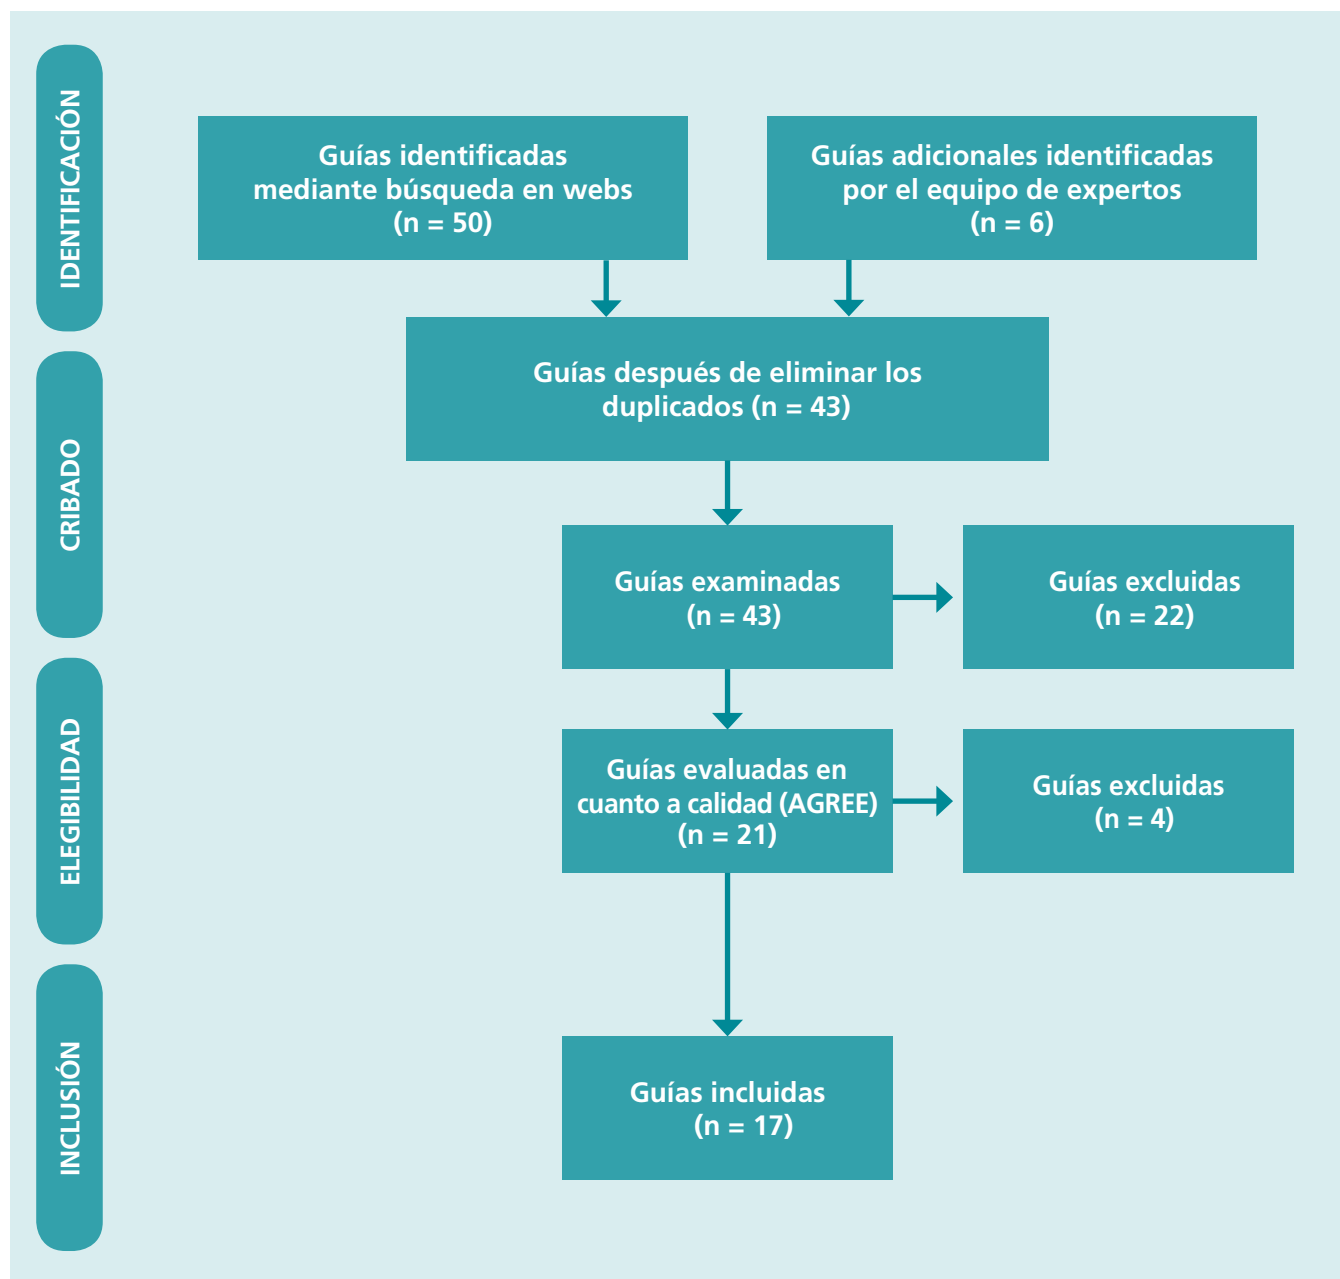 IDENTIFICACIÓN
Guías identificadas
mediante búsqueda en webs
(n = 50)
Guías adicionales identificadas
por el equipo de expertos
(n = 6)
Guías después de eliminar los
duplicados (n = 43)
CRIBADO
Guías examinadas
(n = 43)
Guías excluidas
(n = 22)
ELEGIBILIDAD
Guías evaluadas en
cuanto a calidad (AGREE)
(n = 21)
Guías excluidas
(n = 4)
INCLUSIÓN
Guías incluidas
(n = 17)